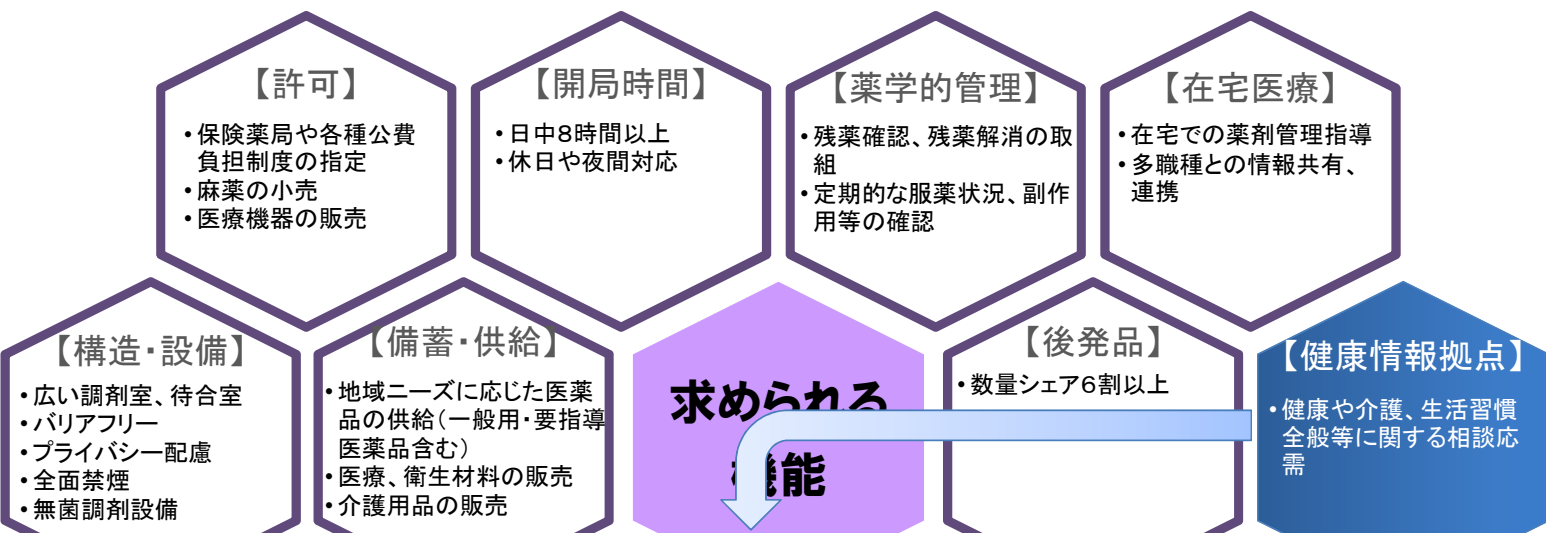 【許可】
・保険薬局や各種公費
負担制度の指定
・麻薬の小売
・医療機器の販売
【開局時間】
・日中8時間以上
・休日や夜間対応
【薬学的管理】
・残薬確認、残薬解消の取
組
・定期的な服薬状況、副作
用等の確認
【在宅医療】
・在宅での薬剤管理指導
・多職種との情報共有、
連携
【構造・設備】
・広い調剤室、待合室
・バリアフリー
・プライバシー配慮
・全面禁煙
・無菌調剤設備
【備蓄・供給】
・地域ニーズに応じた医薬
品の供給(一般用・要指導
医薬品含む)
・医療、衛生材料の販売
・介護用品の販売
求められる
機能
【後発品】
・数量シェア6割以上
【健康情報拠点】
・健康や介護、生活習慣
全般等に関する相談応
需